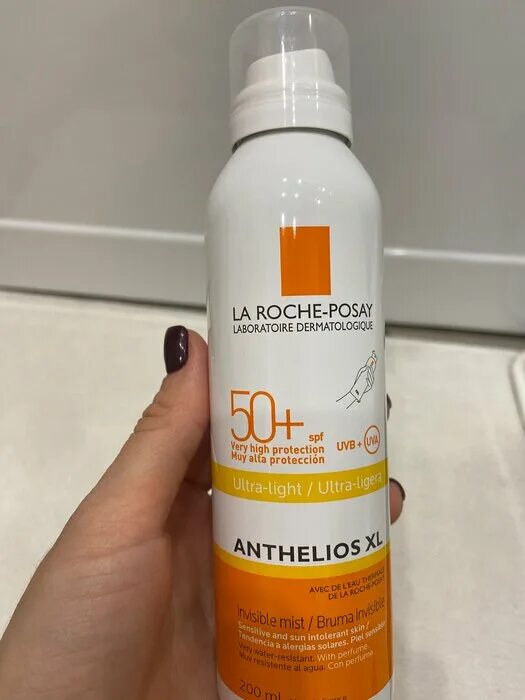 LA ROCHE-POSAY
LABORATOIRE DERMATOLOGIQUE
50+ spf
Very high protection
Muy alta protección
UVB + UVA
Ultra-light / Ultra-ligera
ANTHELIOS XL
AVEC DE L'EAU THERMALE
DE LA ROCHE-POSAY
Invisible mist / Bruma invisible
Sensitive and sun intolerant skin /
Tendencia a alergias solares. Piel sensible
Very water-resistant. With perfume.
Muy resistente al agua. Con perfume.
200 ml